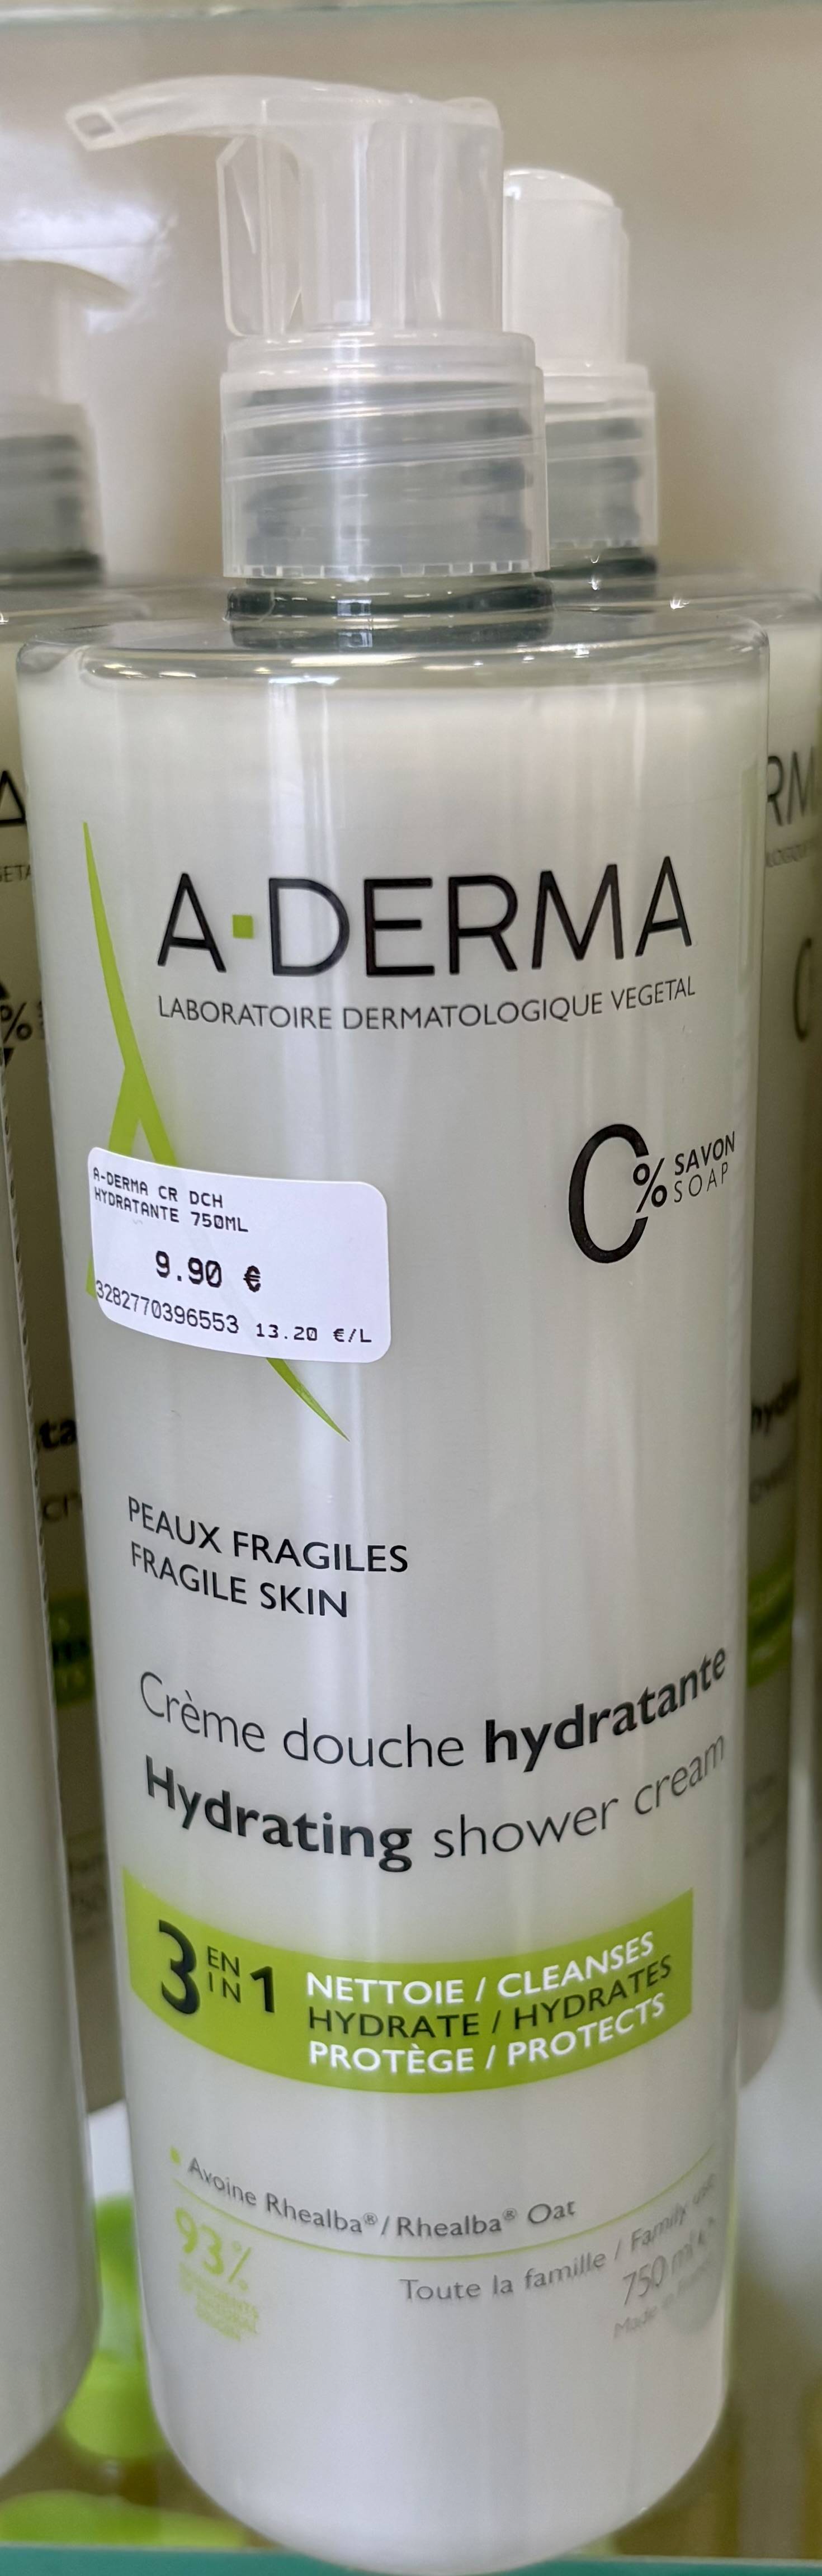 A·DERMA
LABORATOIRE DERMATOLOGIQUE VEGETAL
0% SAVON
SOAP
A-DERMA CR DCH
HYDRATANTE 750ML
9.90 €
3282770396553 13.20 €/L
PEAUX FRAGILES
FRAGILE SKIN
Crème douche hydratante
Hydrating shower cream
3 EN
IN 1
NETTOIE / CLEANSES
HYDRATE / HYDRATES
PROTÈGE / PROTECTS
Avoine Rhealba®/ Rhealba® Oat
93%
Toute la famille / Family use
750 ml
Made in